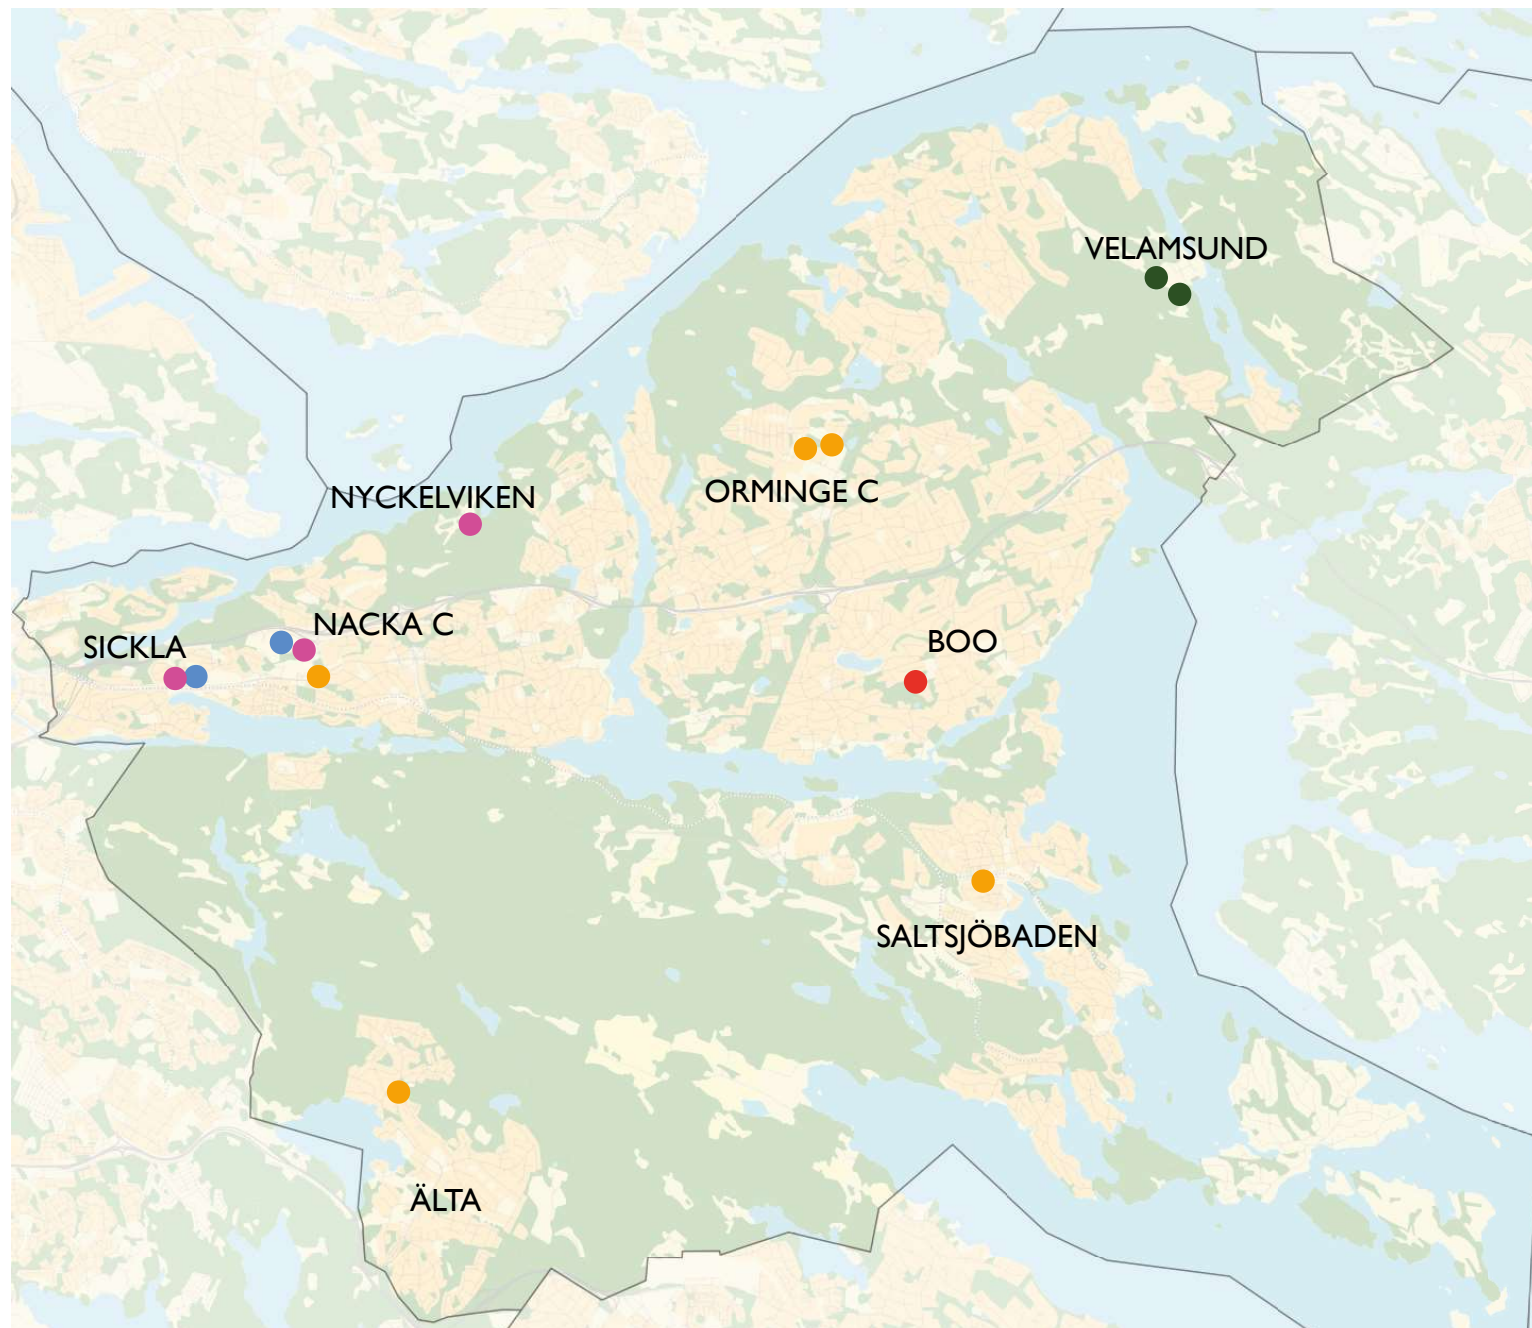 VELAMSUND
NYCKELVIKEN
ORMINGE C
NACKA C
SICKLA
BOO
SALTSJÖBADEN
ÄLTA